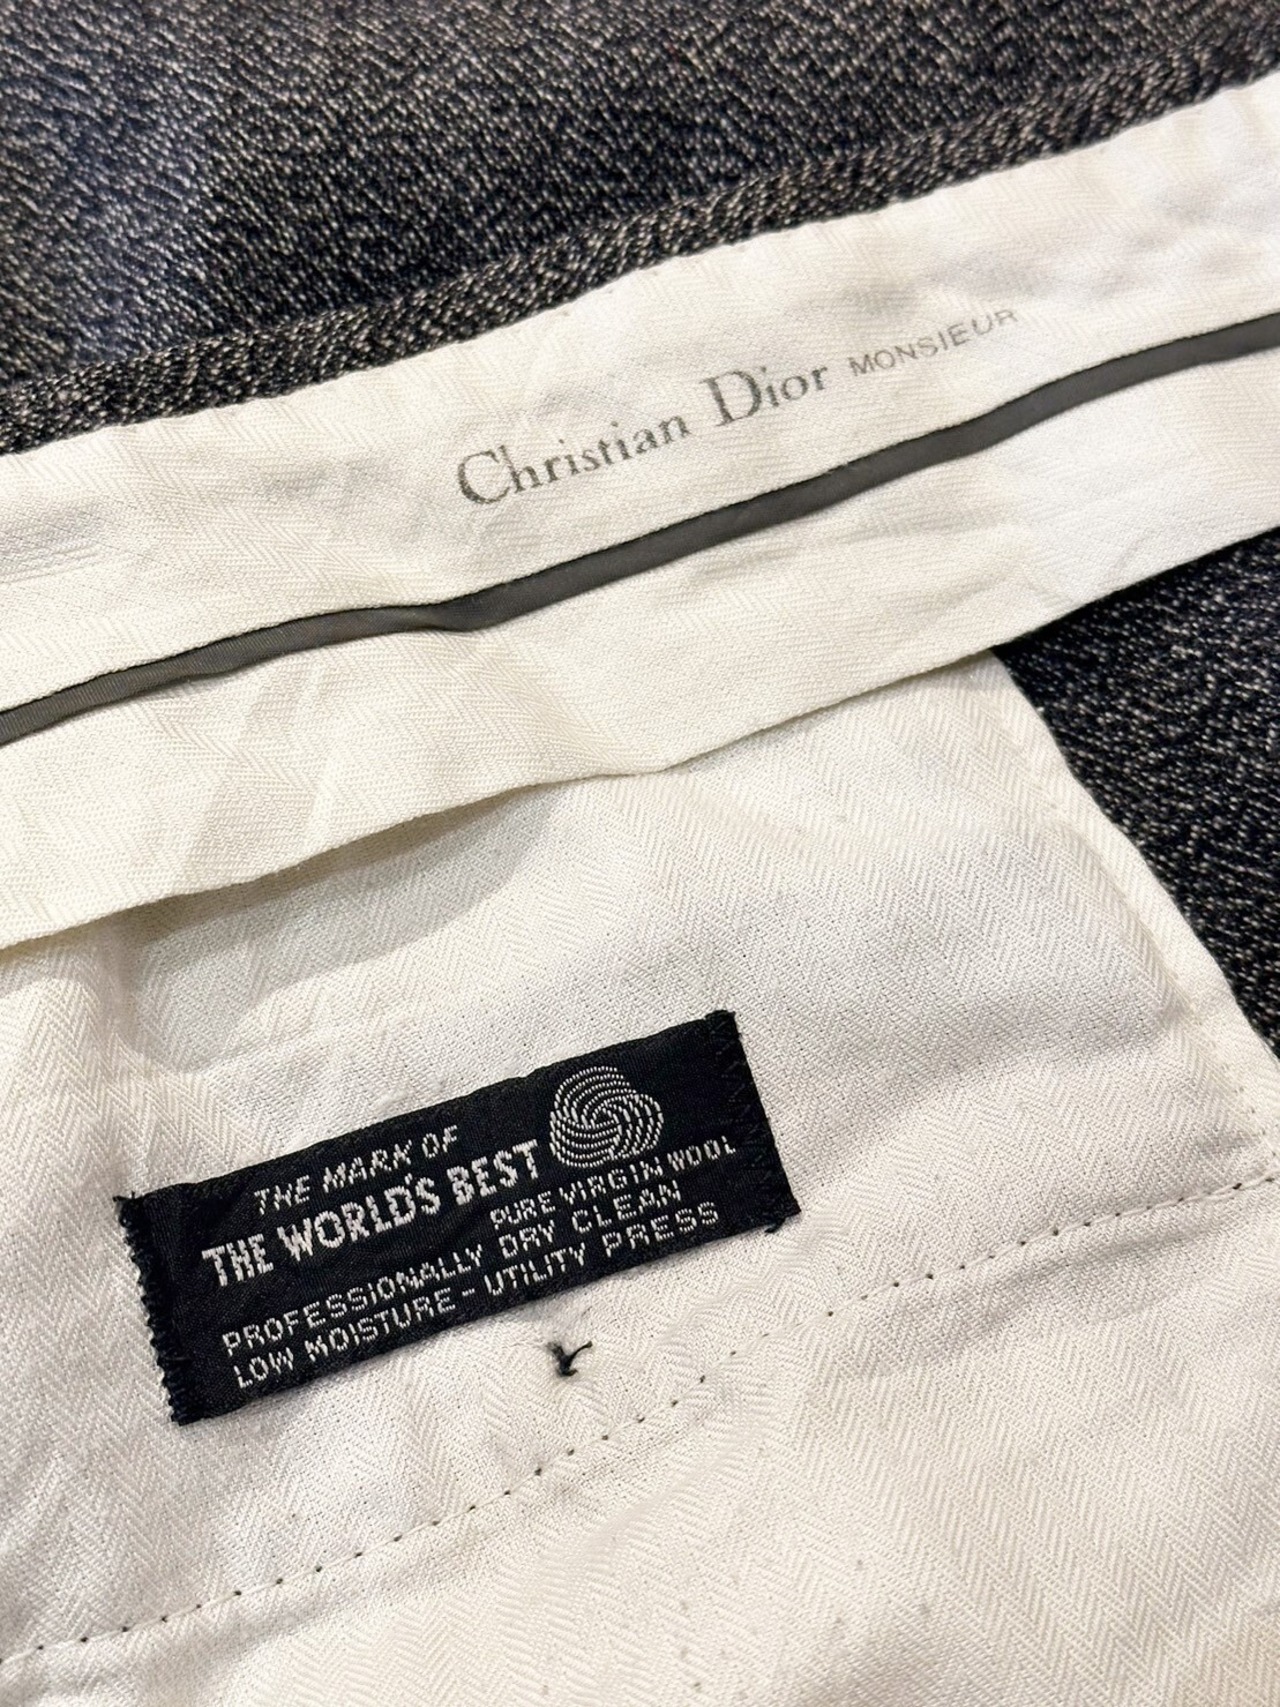 Christian Dior MONSIEUR
THE MARK OF
THE WORLD'S BEST
PURE VIRGIN WOOL
PROFESSIONALLY DRY CLEAN
LOW MOISTURE - UTILITY PRESS